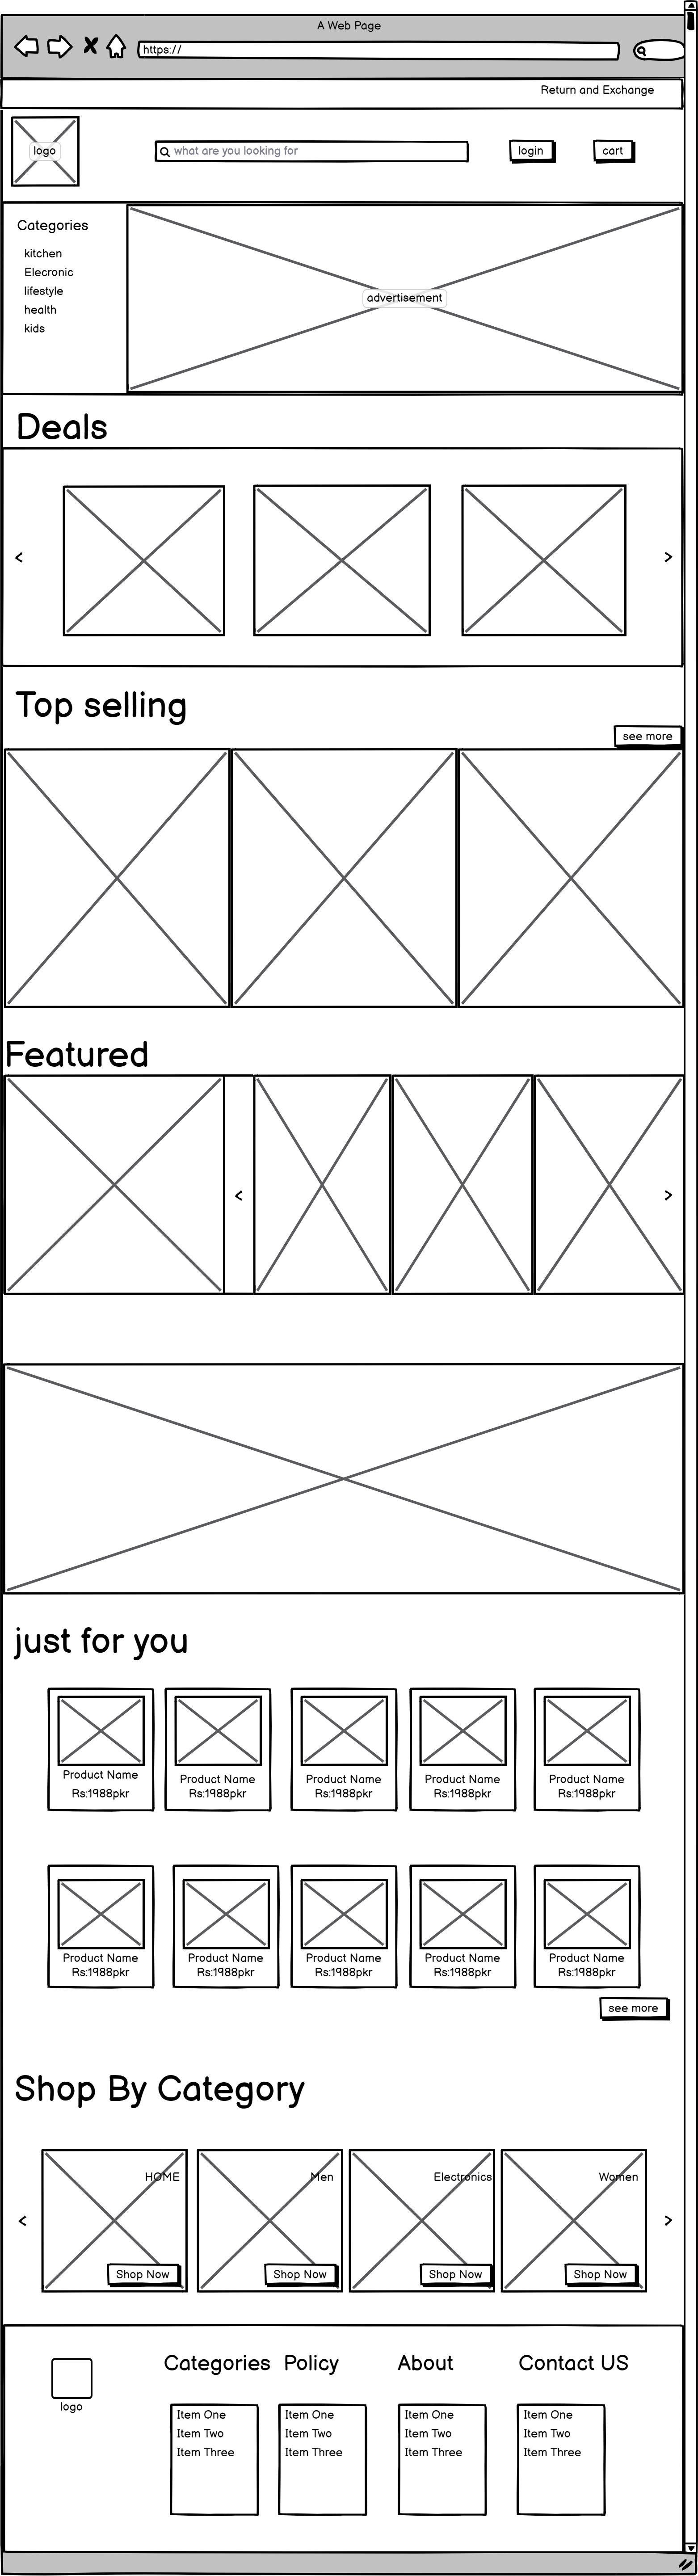 A Web Page
https://
Return and Exchange
logo
what are you looking for
login
cart
Categories
kitchen
Elecronic
lifestyle
health
kids
advertisement
Deals
<
>
Top selling
see more
Featured
<
>
just for you
Product Name
Rs:1988pkr
Product Name
Rs:1988pkr
Product Name
Rs:1988pkr
Product Name
Rs:1988pkr
Product Name
Rs:1988pkr
Product Name
Rs:1988pkr
Product Name
Rs:1988pkr
Product Name
Rs:1988pkr
Product Name
Rs:1988pkr
Product Name
Rs:1988pkr
see more
Shop By Category
<
HOME
Shop Now
Men
Shop Now
Electronics
Shop Now
Women
Shop Now
>
logo
Categories
Item One
Item Two
Item Three
Policy
Item One
Item Two
Item Three
About
Item One
Item Two
Item Three
Contact US
Item One
Item Two
Item Three